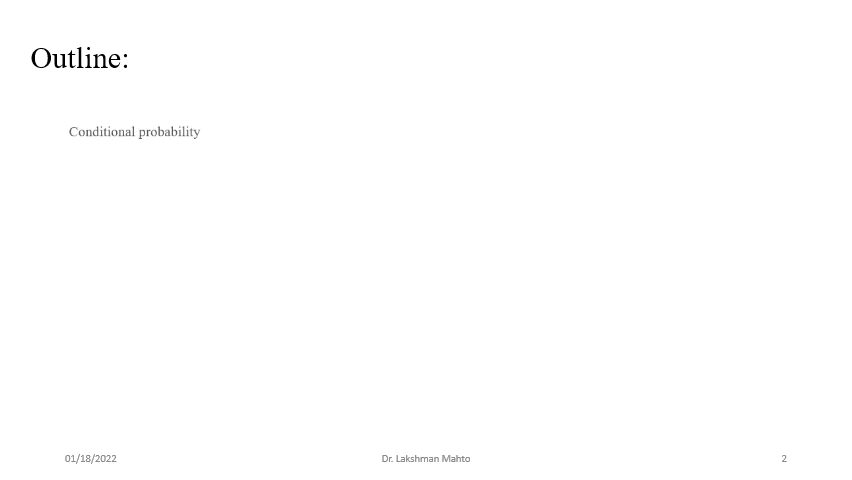 Outline:
Conditional probability
01/18/2022
Dr. Lakshman Mahto
2